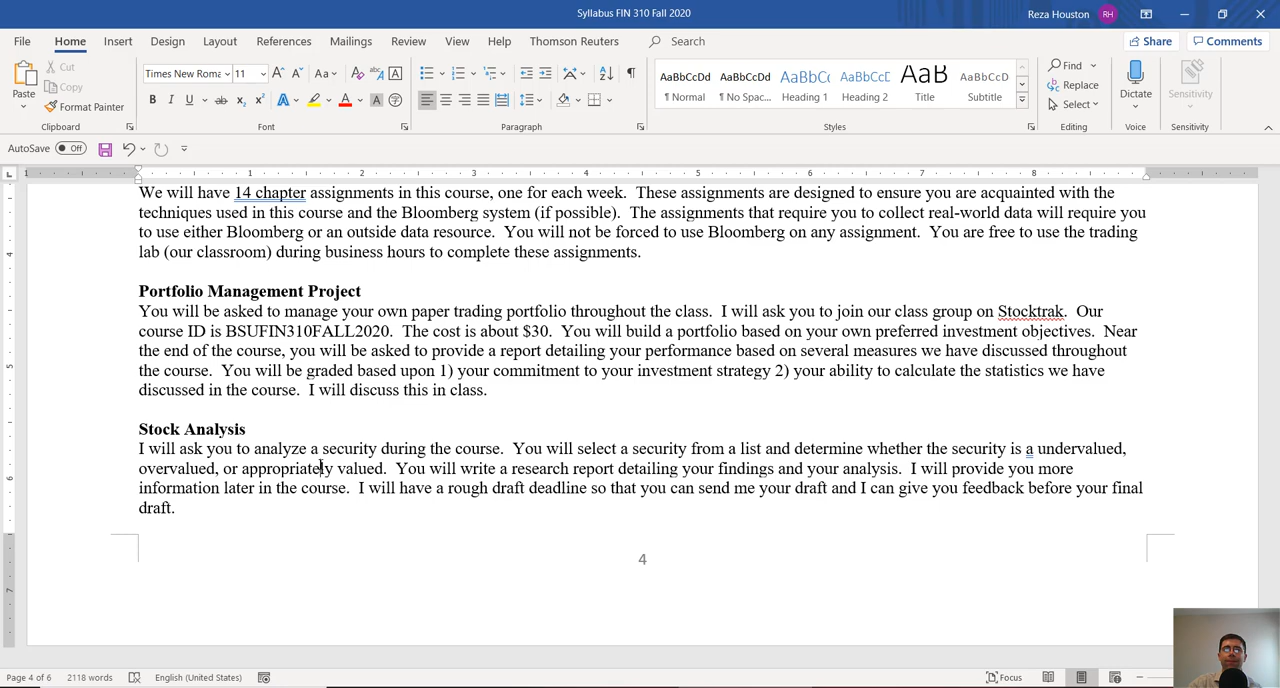 Syllabus FIN 310 Fall 2020
Reza Houston RH
File Home Insert Draw Design Layout References Mailings Review View Help Thomson Reuters Search Share Comments
Cut
Copy
Format Painter
Paste
Times New Roma 11
AaBbCcDd AaBbCcDd AaBbCc AaBbCcD AaB AaBbCcD
¶ Normal ¶ No Spac... Heading 1 Heading 2 Title Subtitle
Find
Replace
Select
Dictate Sensitivity
Clipboard Font Paragraph Styles Editing Voice Sensitivity
AutoSave Off
We will have 14 chapter assignments in this course, one for each week. These assignments are designed to ensure you are acquainted with the
techniques used in this course and the Bloomberg system (if possible). The assignments that require you to collect real-world data will require you
to use either Bloomberg or an outside data resource. You will not be forced to use Bloomberg on any assignment. You are free to use the trading
lab (our classroom) during business hours to complete these assignments.
Portfolio Management Project
You will be asked to manage your own paper trading portfolio throughout the class. I will ask you to join our class group on Stocktrak. Our
course ID is BSUFIN310FALL2020. The cost is about $30. You will build a portfolio based on your own preferred investment objectives. Near
the end of the course, you will be asked to provide a report detailing your performance based on several measures we have discussed throughout
the course. You will be graded based upon 1) your commitment to your investment strategy 2) your ability to calculate the statistics we have
discussed in the course. I will discuss this in class.
Stock Analysis
I will ask you to analyze a security during the course. You will select a security from a list and determine whether the security is a undervalued,
overvalued, or appropriately valued. You will write a research report detailing your findings and your analysis. I will provide you more
information later in the course. I will have a rough draft deadline so that you can send me your draft and I can give you feedback before your final
draft.
4
Page 4 of 6 2118 words English (United States) Focus